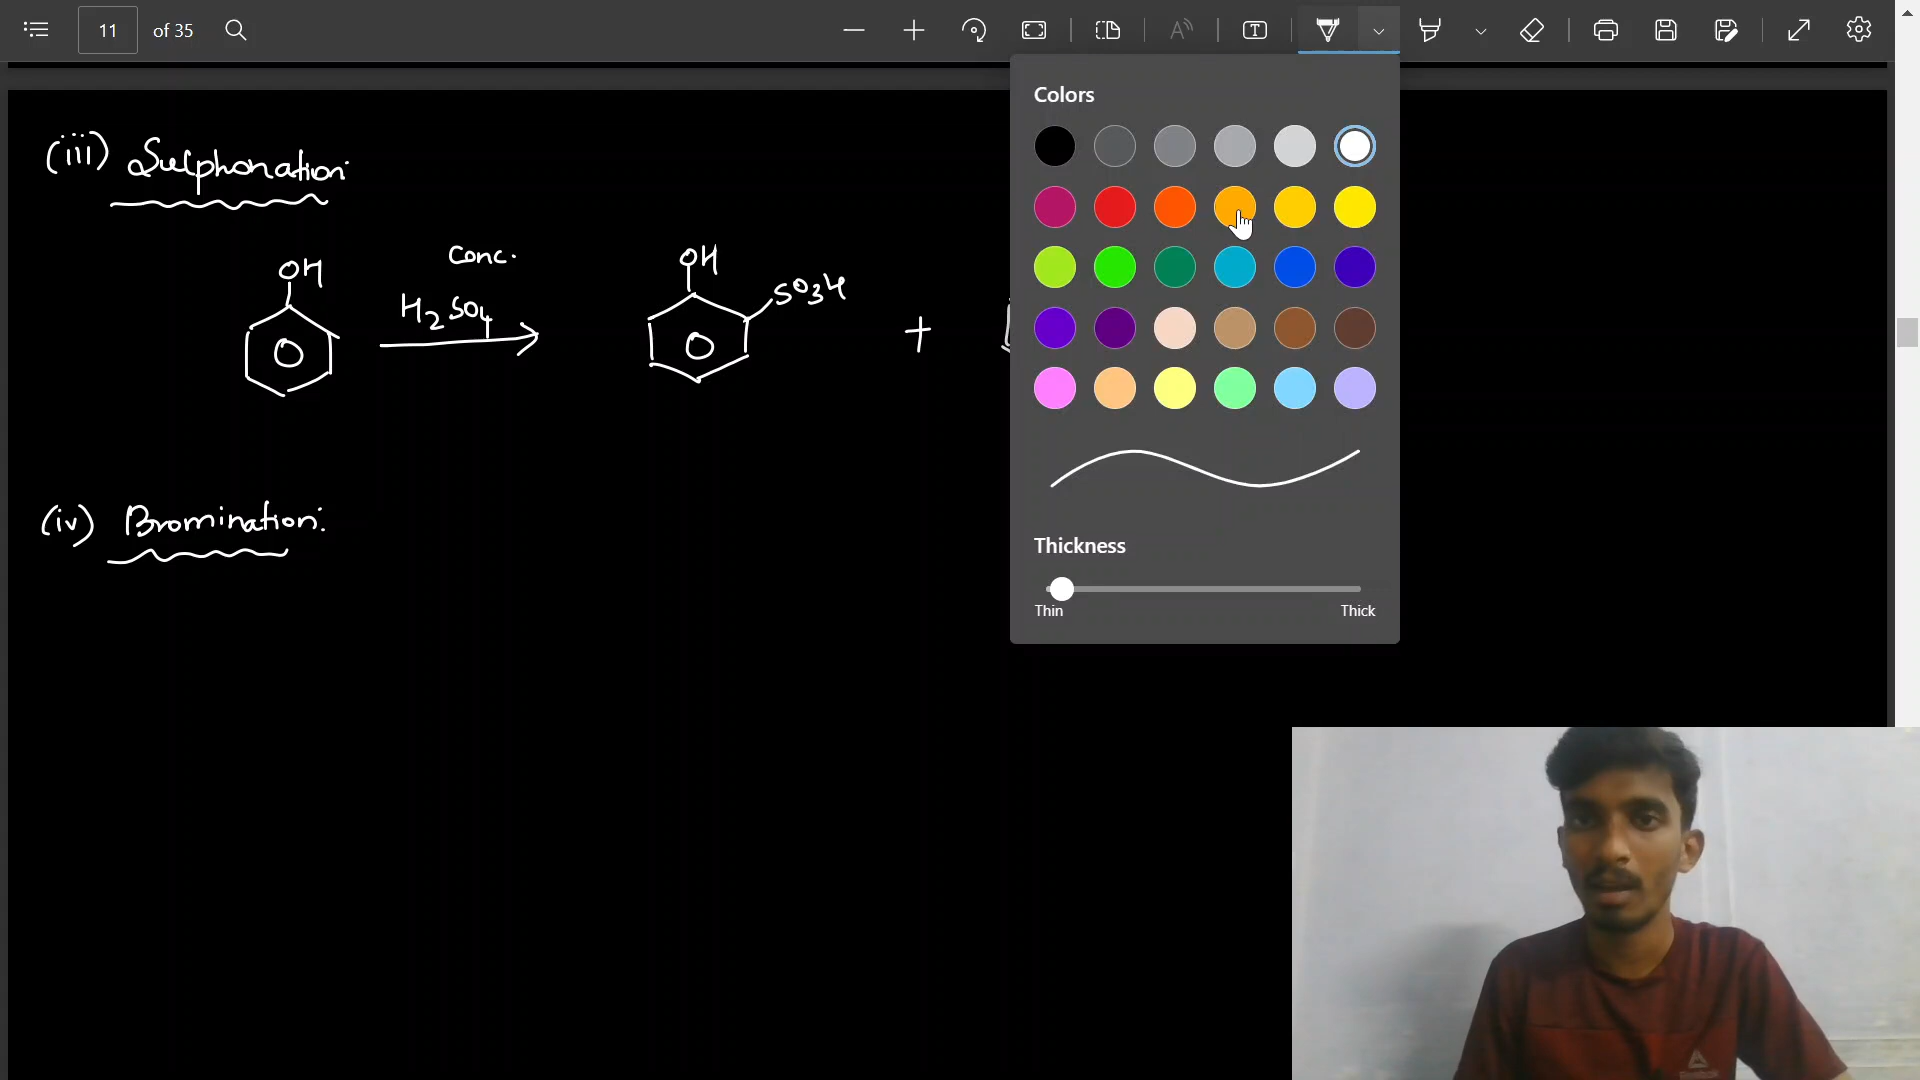 11 of 35
Colors
(iii) Sulphonation:
OH Conc. H2SO4 OH SO3H +
Thickness
Thin Thick
(iv) Bromination: